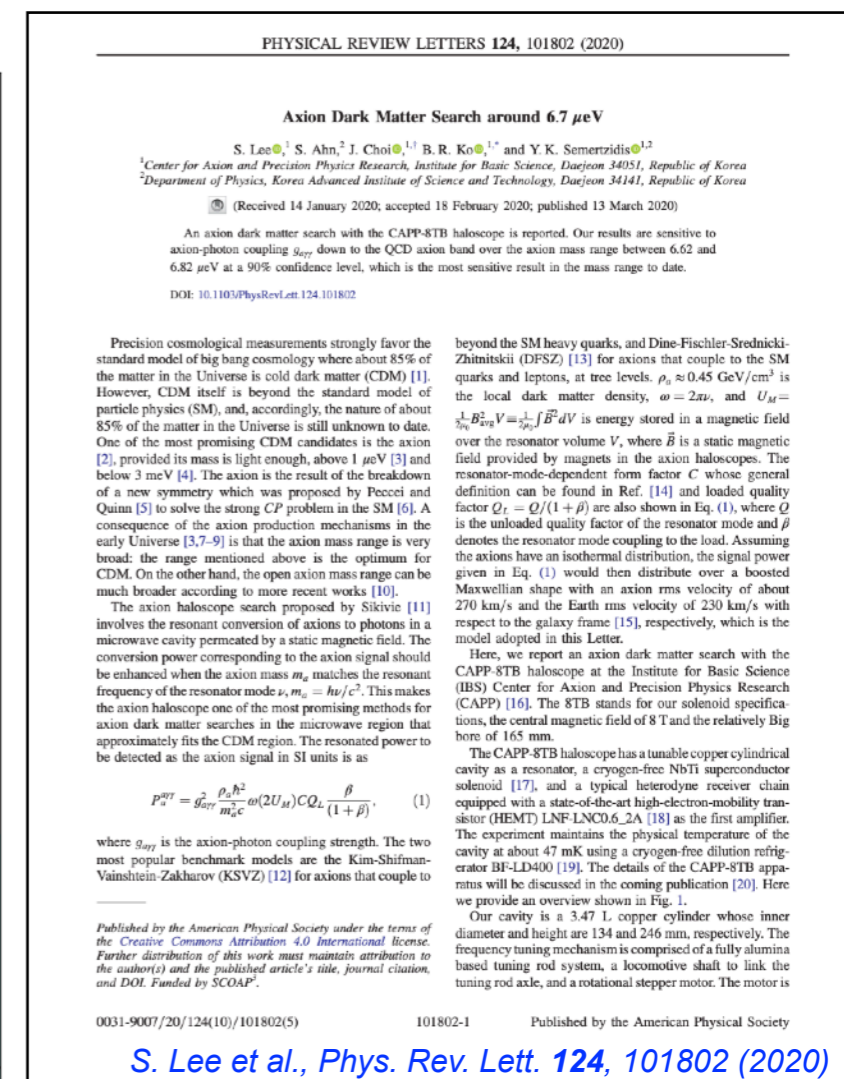 PHYSICAL REVIEW LETTERS 124, 101802 (2020)
Axion Dark Matter Search around 6.7 μeV
S. Lee,¹ S. Ahn,² J. Choi,¹,† B. R. Ko,¹,* and Y. K. Semertzidis¹,²
¹Center for Axion and Precision Physics Research, Institute for Basic Science, Daejeon 34051, Republic of Korea
²Department of Physics, Korea Advanced Institute of Science and Technology, Daejeon 34141, Republic of Korea
(Received 14 January 2020; accepted 18 February 2020; published 13 March 2020)
An axion dark matter search with the CAPP-8TB haloscope is reported. Our results are sensitive to
axion-photon coupling g_aγγ down to the QCD axion band over the axion mass range between 6.62 and
6.82 μeV at a 90% confidence level, which is the most sensitive result in the mass range to date.
DOI: 10.1103/PhysRevLett.124.101802
Precision cosmological measurements strongly favor the
standard model of big bang cosmology where about 85% of
the matter in the Universe is cold dark matter (CDM) [1].
However, CDM itself is beyond the standard model of
particle physics (SM), and, accordingly, the nature of about
85% of the matter in the Universe is still unknown to date.
One of the most promising CDM candidates is the axion
[2], provided its mass is light enough, above 1 μeV [3] and
below 3 meV [4]. The axion is the result of the breakdown
of a new symmetry which was proposed by Peccei and
Quinn [5] to solve the strong CP problem in the SM [6]. A
consequence of the axion production mechanisms in the
early Universe [3,7–9] is that the axion mass range is very
broad: the range mentioned above is the optimum for
CDM. On the other hand, the open axion mass range can be
much broader according to more recent works [10].
The axion haloscope search proposed by Sikivie [11]
involves the resonant conversion of axions to photons in a
microwave cavity permeated by a static magnetic field. The
conversion power corresponding to the axion signal should
be enhanced when the axion mass m_a matches the resonant
frequency of the resonator mode ν, m_a = hν/c². This makes
the axion haloscope one of the most promising methods for
axion dark matter searches in the microwave region that
approximately fits the CDM region. The resonated power to
be detected as the axion signal in SI units is as
P_a^aγγ = g²_aγγ (ρ_a ħ² / m_a² c) ω(2U_M) C Q_L β/(1 + β), (1)
where g_aγγ is the axion-photon coupling strength. The two
most popular benchmark models are the Kim-Shifman-
Vainshtein-Zakharov (KSVZ) [12] for axions that couple to
Published by the American Physical Society under the terms of
the Creative Commons Attribution 4.0 International license.
Further distribution of this work must maintain attribution to
the author(s) and the published article's title, journal citation,
and DOI. Funded by SCOAP³.
beyond the SM heavy quarks, and Dine-Fischler-Srednicki-
Zhitnitskii (DFSZ) [13] for axions that couple to the SM
quarks and leptons, at tree levels. ρ_a ≈ 0.45 GeV/cm³ is
the local dark matter density, ω = 2πν, and U_M =
1/2μ₀ B²_avg V ≡ 1/2μ₀ ∫ B⃗² dV is energy stored in a magnetic field
over the resonator volume V, where B⃗ is a static magnetic
field provided by magnets in the axion haloscopes. The
resonator-mode-dependent form factor C whose general
definition can be found in Ref. [14] and loaded quality
factor Q_L = Q/(1 + β) are also shown in Eq. (1), where Q
is the unloaded quality factor of the resonator mode and β
denotes the resonator mode coupling to the load. Assuming
the axions have an isothermal distribution, the signal power
given in Eq. (1) would then distribute over a boosted
Maxwellian shape with an axion rms velocity of about
270 km/s and the Earth rms velocity of 230 km/s with
respect to the galaxy frame [15], respectively, which is the
model adopted in this Letter.
Here, we report an axion dark matter search with the
CAPP-8TB haloscope at the Institute for Basic Science
(IBS) Center for Axion and Precision Physics Research
(CAPP) [16]. The 8TB stands for our solenoid specifica-
tions, the central magnetic field of 8 T and the relatively Big
bore of 165 mm.
The CAPP-8TB haloscope has a tunable copper cylindrical
cavity as a resonator, a cryogen-free NbTi superconductor
solenoid [17], and a typical heterodyne receiver chain
equipped with a state-of-the-art high-electron-mobility tran-
sistor (HEMT) LNF-LNC0.6_2A [18] as the first amplifier.
The experiment maintains the physical temperature of the
cavity at about 47 mK using a cryogen-free dilution refrig-
erator BF-LD400 [19]. The details of the CAPP-8TB appa-
ratus will be discussed in the coming publication [20]. Here
we provide an overview shown in Fig. 1.
Our cavity is a 3.47 L copper cylinder whose inner
diameter and height are 134 and 246 mm, respectively. The
frequency tuning mechanism is comprised of a fully alumina
based tuning rod system, a locomotive shaft to link the
tuning rod axle, and a rotational stepper motor. The motor is
0031-9007/20/124(10)/101802(5)
101802-1
Published by the American Physical Society
S. Lee et al., Phys. Rev. Lett. 124, 101802 (2020)